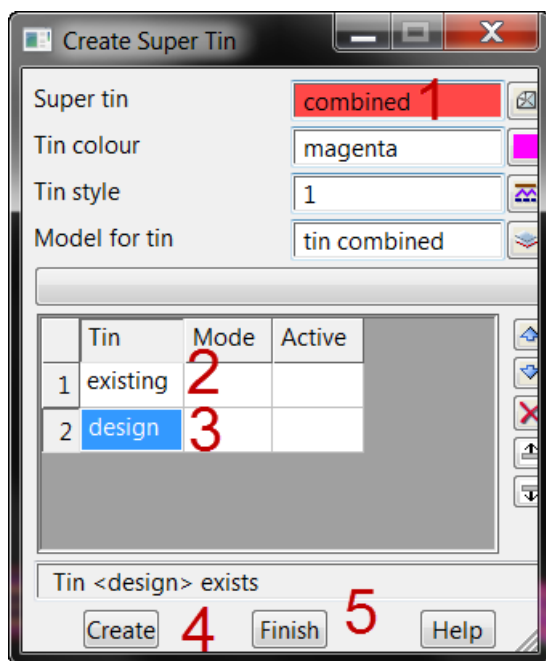 Create Super Tin
Super tin combined 1
Tin colour magenta
Tin style 1
Model for tin tin combined
Tin Mode Active
1 existing 2
2 design 3
Tin <design> exists
Create 4 Finish 5 Help